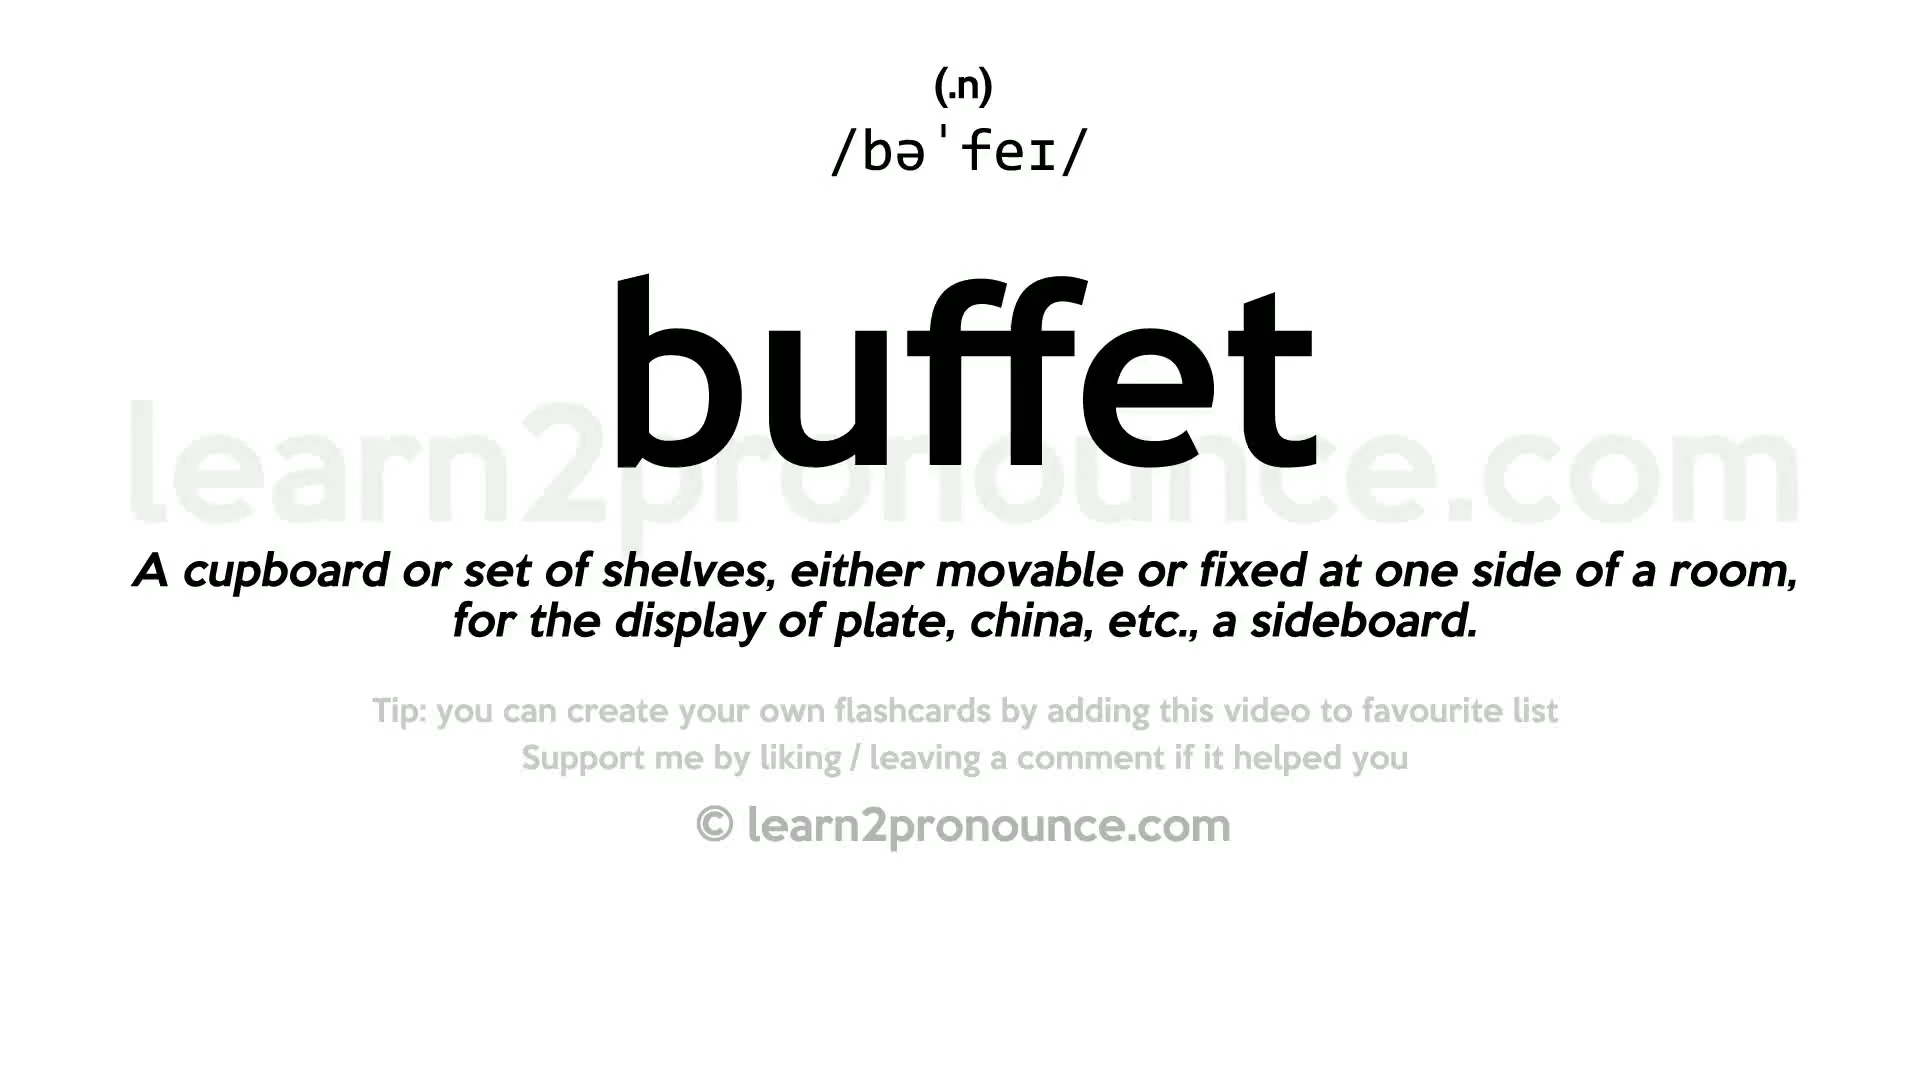 (.n)
/bəˈfeɪ/
buffet
learn2pronounce.com
A cupboard or set of shelves, either movable or fixed at one side of a room,
for the display of plate, china, etc., a sideboard.
Tip: you can create your own flashcards by adding this video to favourite list
Support me by liking / leaving a comment if it helped you
© learn2pronounce.com